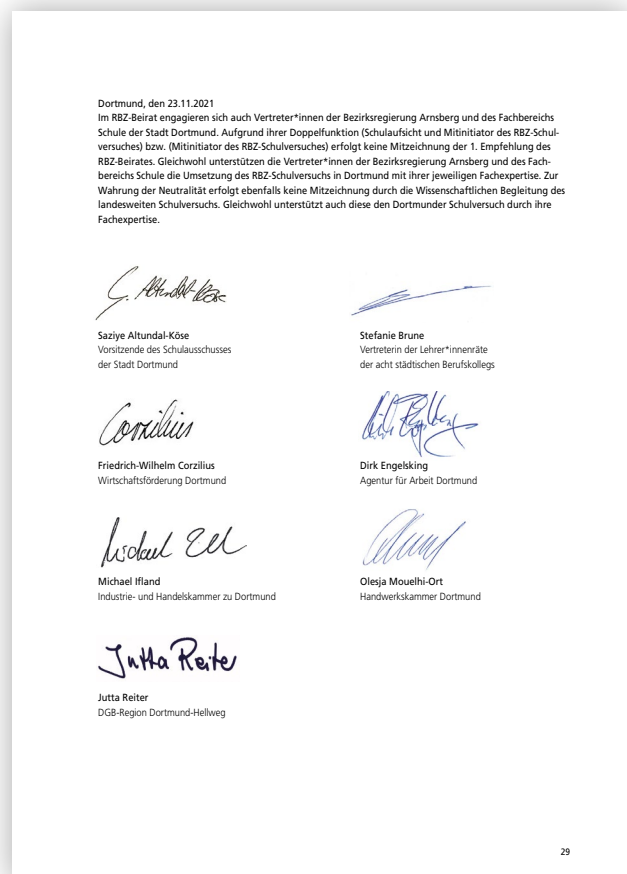 Dortmund, den 23.11.2021
Im RBZ-Beirat engagieren sich auch Vertreter*innen der Bezirksregierung Arnsberg und des Fachbereichs
Schule der Stadt Dortmund. Aufgrund ihrer Doppelfunktion (Schulaufsicht und Mitinitiator des RBZ-Schul-
versuches) bzw. (Mitinitiator des RBZ-Schulversuches) erfolgt keine Mitzeichnung der 1. Empfehlung des
RBZ-Beirates. Gleichwohl unterstützen die Vertreter*innen der Bezirksregierung Arnsberg und des Fach-
bereichs Schule die Umsetzung des RBZ-Schulversuchs in Dortmund mit ihrer jeweiligen Fachexpertise. Zur
Wahrung der Neutralität erfolgt ebenfalls keine Mitzeichnung durch die Wissenschaftlichen Begleitung des
landesweiten Schulversuchs. Gleichwohl unterstützt auch diese den Dortmunder Schulversuch durch ihre
Fachexpertise.
S. Altundal-Köse
Saziye Altundal-Köse
Vorsitzende des Schulausschusses
der Stadt Dortmund
Stefanie Brune
Vertreterin der Lehrer*innenräte
der acht städtischen Berufskollegs
Corzilius
Friedrich-Wilhelm Corzilius
Wirtschaftsförderung Dortmund
Dirk Engelsking
Agentur für Arbeit Dortmund
Michael
Michael Ifland
Industrie- und Handelskammer zu Dortmund
Olesja Mouelhi-Ort
Handwerkskammer Dortmund
Jutta Reiter
Jutta Reiter
DGB-Region Dortmund-Hellweg
29